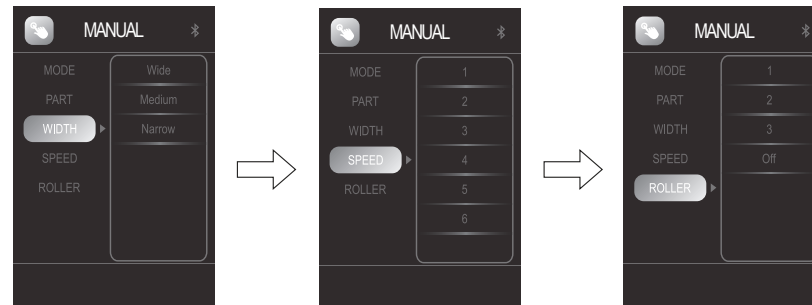 MANUAL
MODE
PART
WIDTH
SPEED
ROLLER
Wide
Medium
Narrow
MANUAL
MODE
PART
WIDTH
SPEED
ROLLER
1
2
3
4
5
6
MANUAL
MODE
PART
WIDTH
SPEED
ROLLER
1
2
3
Off